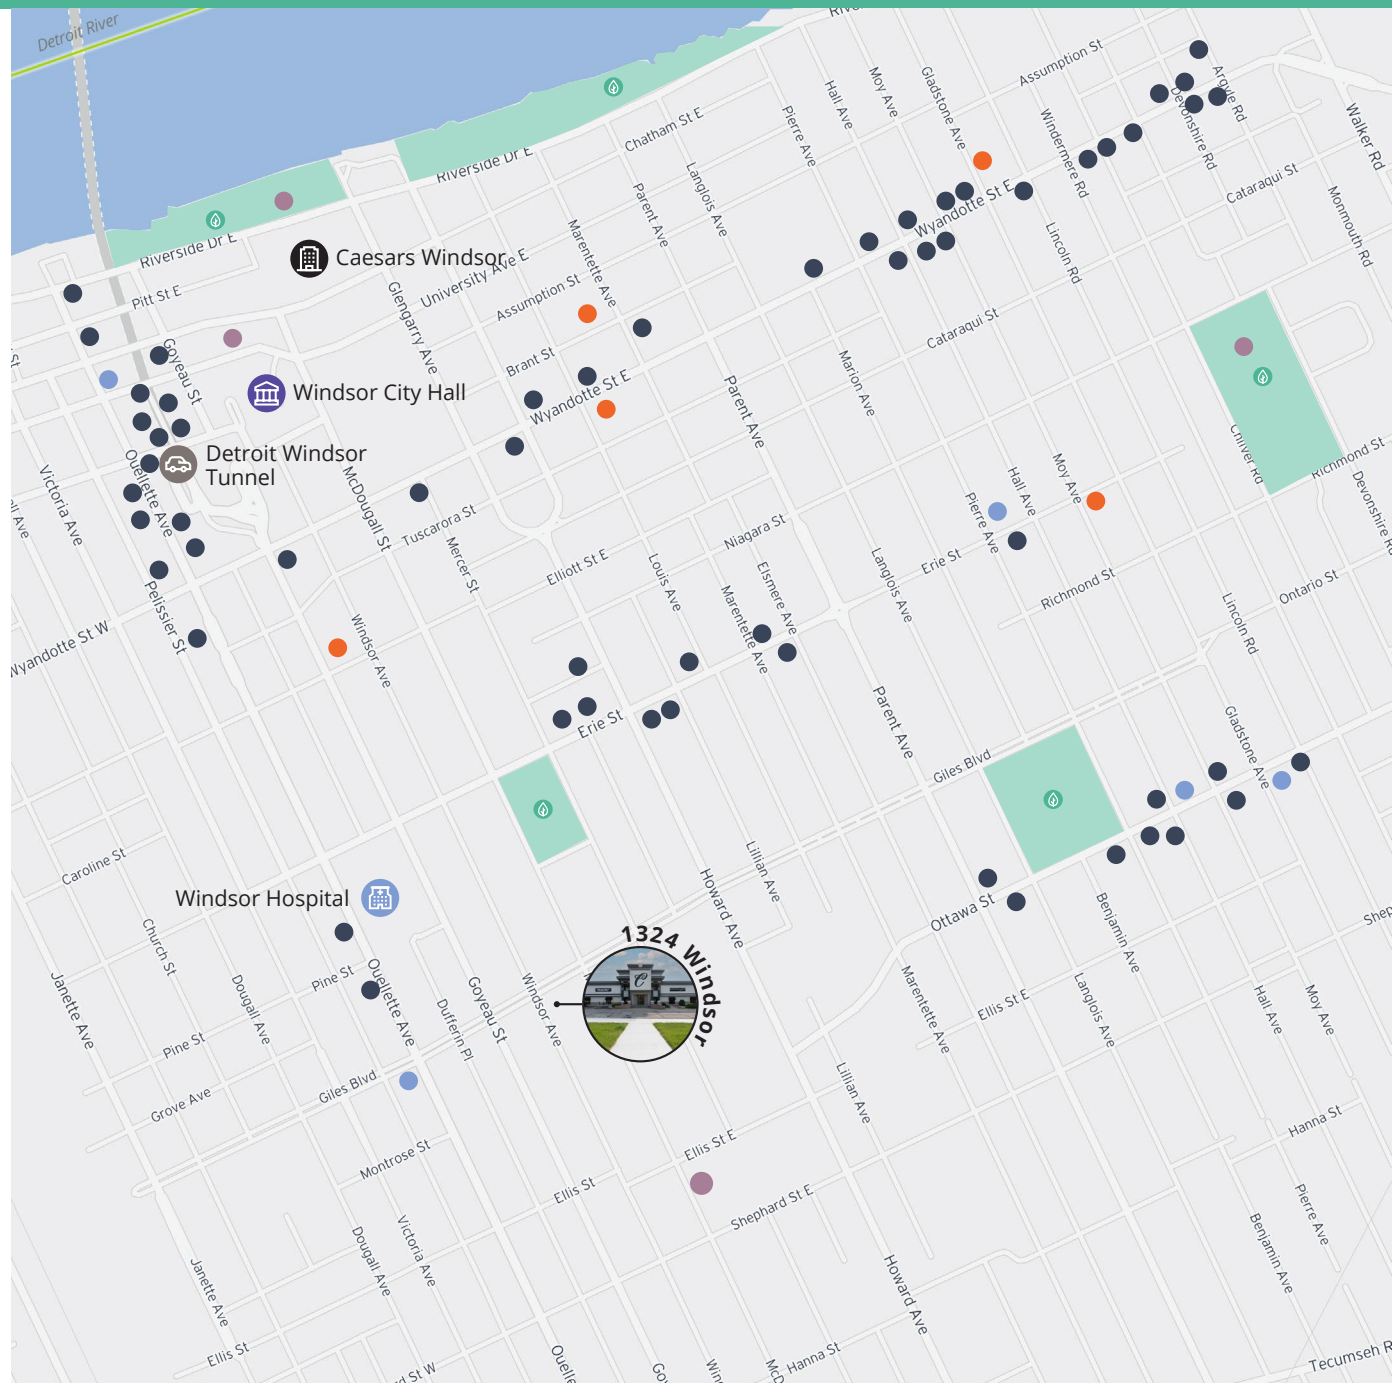 Detroit River
Assumption St
Argyle Rd
Devonshire Rd
Walker Rd
Gladstone Ave
Moy Ave
Hall Ave
Pierre Ave
Windermere Rd
Chatham St E
Riverside Dr E
Langlois Ave
Parent Ave
Cataraqui St
Monmouth Rd
Wyandotte St E
Lincoln Rd
Marentette Ave
Riverside Dr E
Caesars Windsor
University Ave E
Assumption St
Pitt St E
Glengarry Ave
Cataraqui St
Goyeau St
Brant St
Wyandotte St E
Marion Ave
Parent Ave
Windsor City Hall
Detroit Windsor
Tunnel
Chilver Rd
Richmond St
Devonshire Rd
Ouellette Ave
Victoria Ave
McDougall St
Tuscarora St
Mercer St
Niagara St
Hall Ave
Moy Ave
Pierre Ave
Erie St
Elliott St E
Louis Ave
Elsmere Ave
Marentette Ave
Langlois Ave
Richmond St
Ontario St
Lincoln Rd
Pelissier St
Wyandotte St W
Windsor Ave
Erie St
Parent Ave
Giles Blvd
Gladstone Ave
Caroline St
Lillian Ave
Howard Ave
Windsor Hospital
Ottawa St
Benjamin Ave
Church St
1324 Windsor
Janette Ave
Dougall Ave
Pine St
Ouellette Ave
Dufferin Pl
Goyeau St
Windsor Ave
Marentette Ave
Ellis St E
Langlois Ave
Hall Ave
Moy Ave
Pine St
Grove Ave
Giles Blvd
Lillian Ave
Montrose St
Ellis St E
Hanna St
Ellis St
Shephard St E
Pierre Ave
Benjamin Ave
Victoria Ave
Dougall Ave
Janette Ave
Howard Ave
Ellis St
Hanna St
Tecumseh R